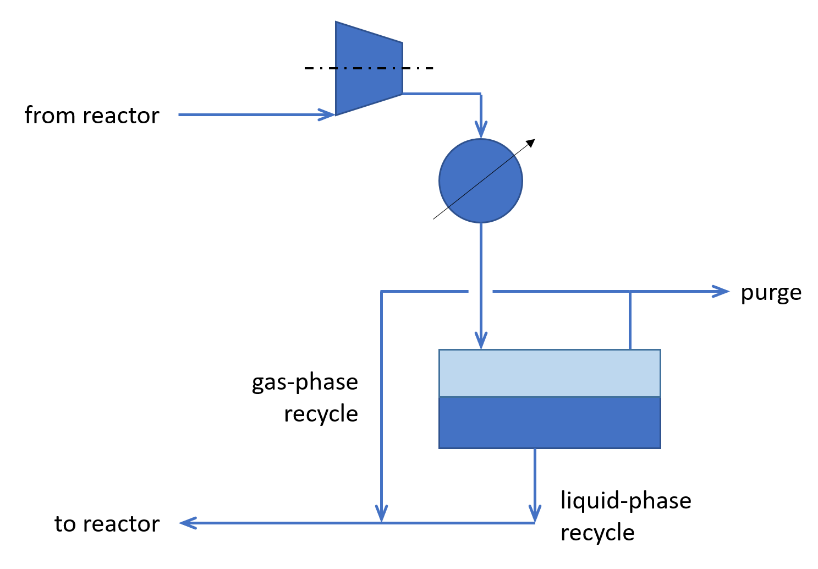 from reactor
purge
gas-phase
recycle
liquid-phase
recycle
to reactor